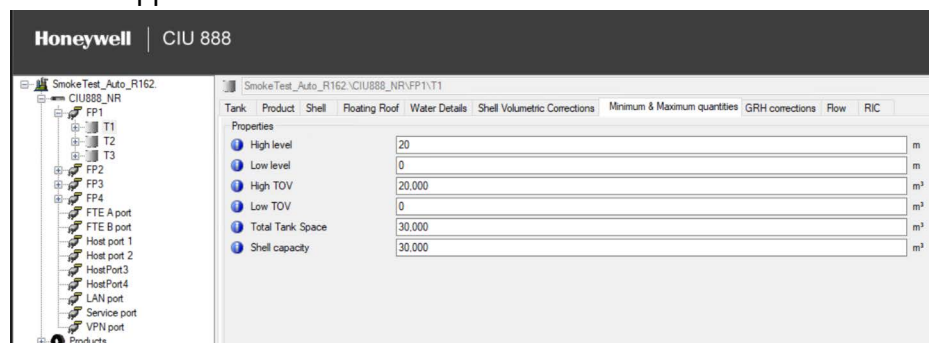 Honeywell | CIU 888
SmokeTest_Auto_R162.
CIU888_NR
FP1
T1
T2
T3
FP2
FP3
FP4
FTE A port
FTE B port
Host port 1
Host port 2
HostPort3
HostPort4
LAN port
Service port
VPN port
Products
SmokeTest_Auto_R162.\CIU888_NR\FP1\T1
Tank Product Shell Floating Roof Water Details Shell Volumetric Corrections Minimum & Maximum quantities GRH corrections Flow RIC
Properties
High level 20 m
Low level 0 m
High TOV 20,000 m³
Low TOV 0 m³
Total Tank Space 30,000 m³
Shell capacity 30,000 m³